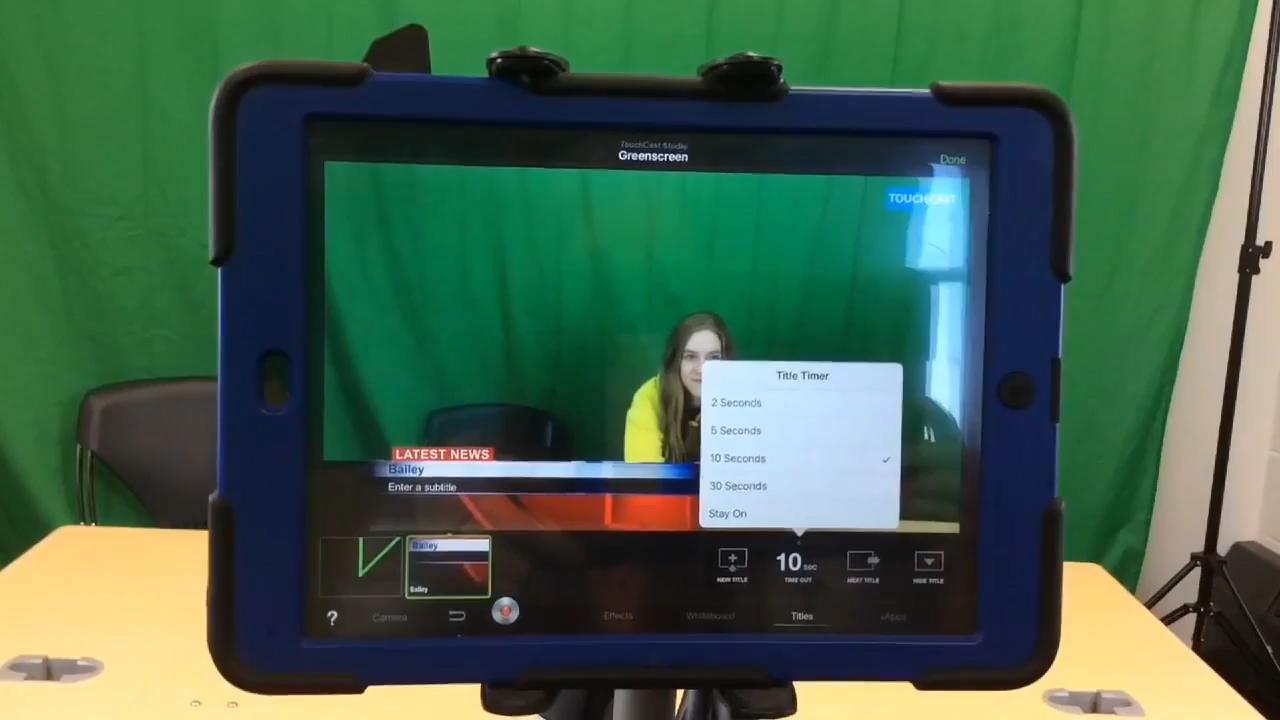 TouchCast Studio
Greenscreen
Done
TOUCHCAST
Title Timer
2 Seconds
5 Seconds
10 Seconds
30 Seconds
Stay On
LATEST NEWS
Bailey
Enter a subtitle
Bailey
Bailey
NEW TITLE
10 SEC
TIME OUT
NEXT TITLE
HIDE TITLE
?
Camera
Effects
Whiteboard
Titles
vApps